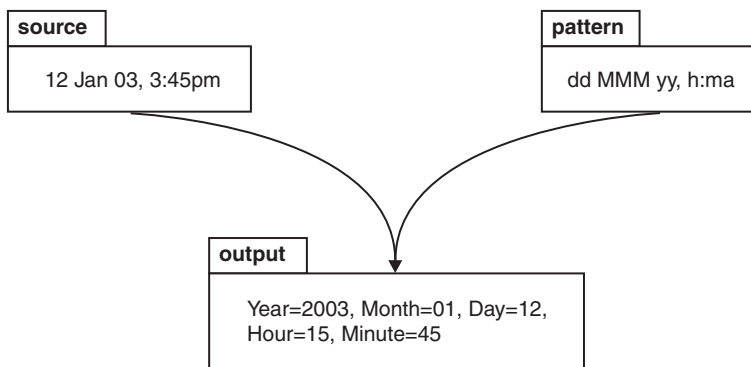 source
12 Jan 03, 3:45pm
pattern
dd MMM yy, h:ma
output
Year=2003, Month=01, Day=12,
Hour=15, Minute=45